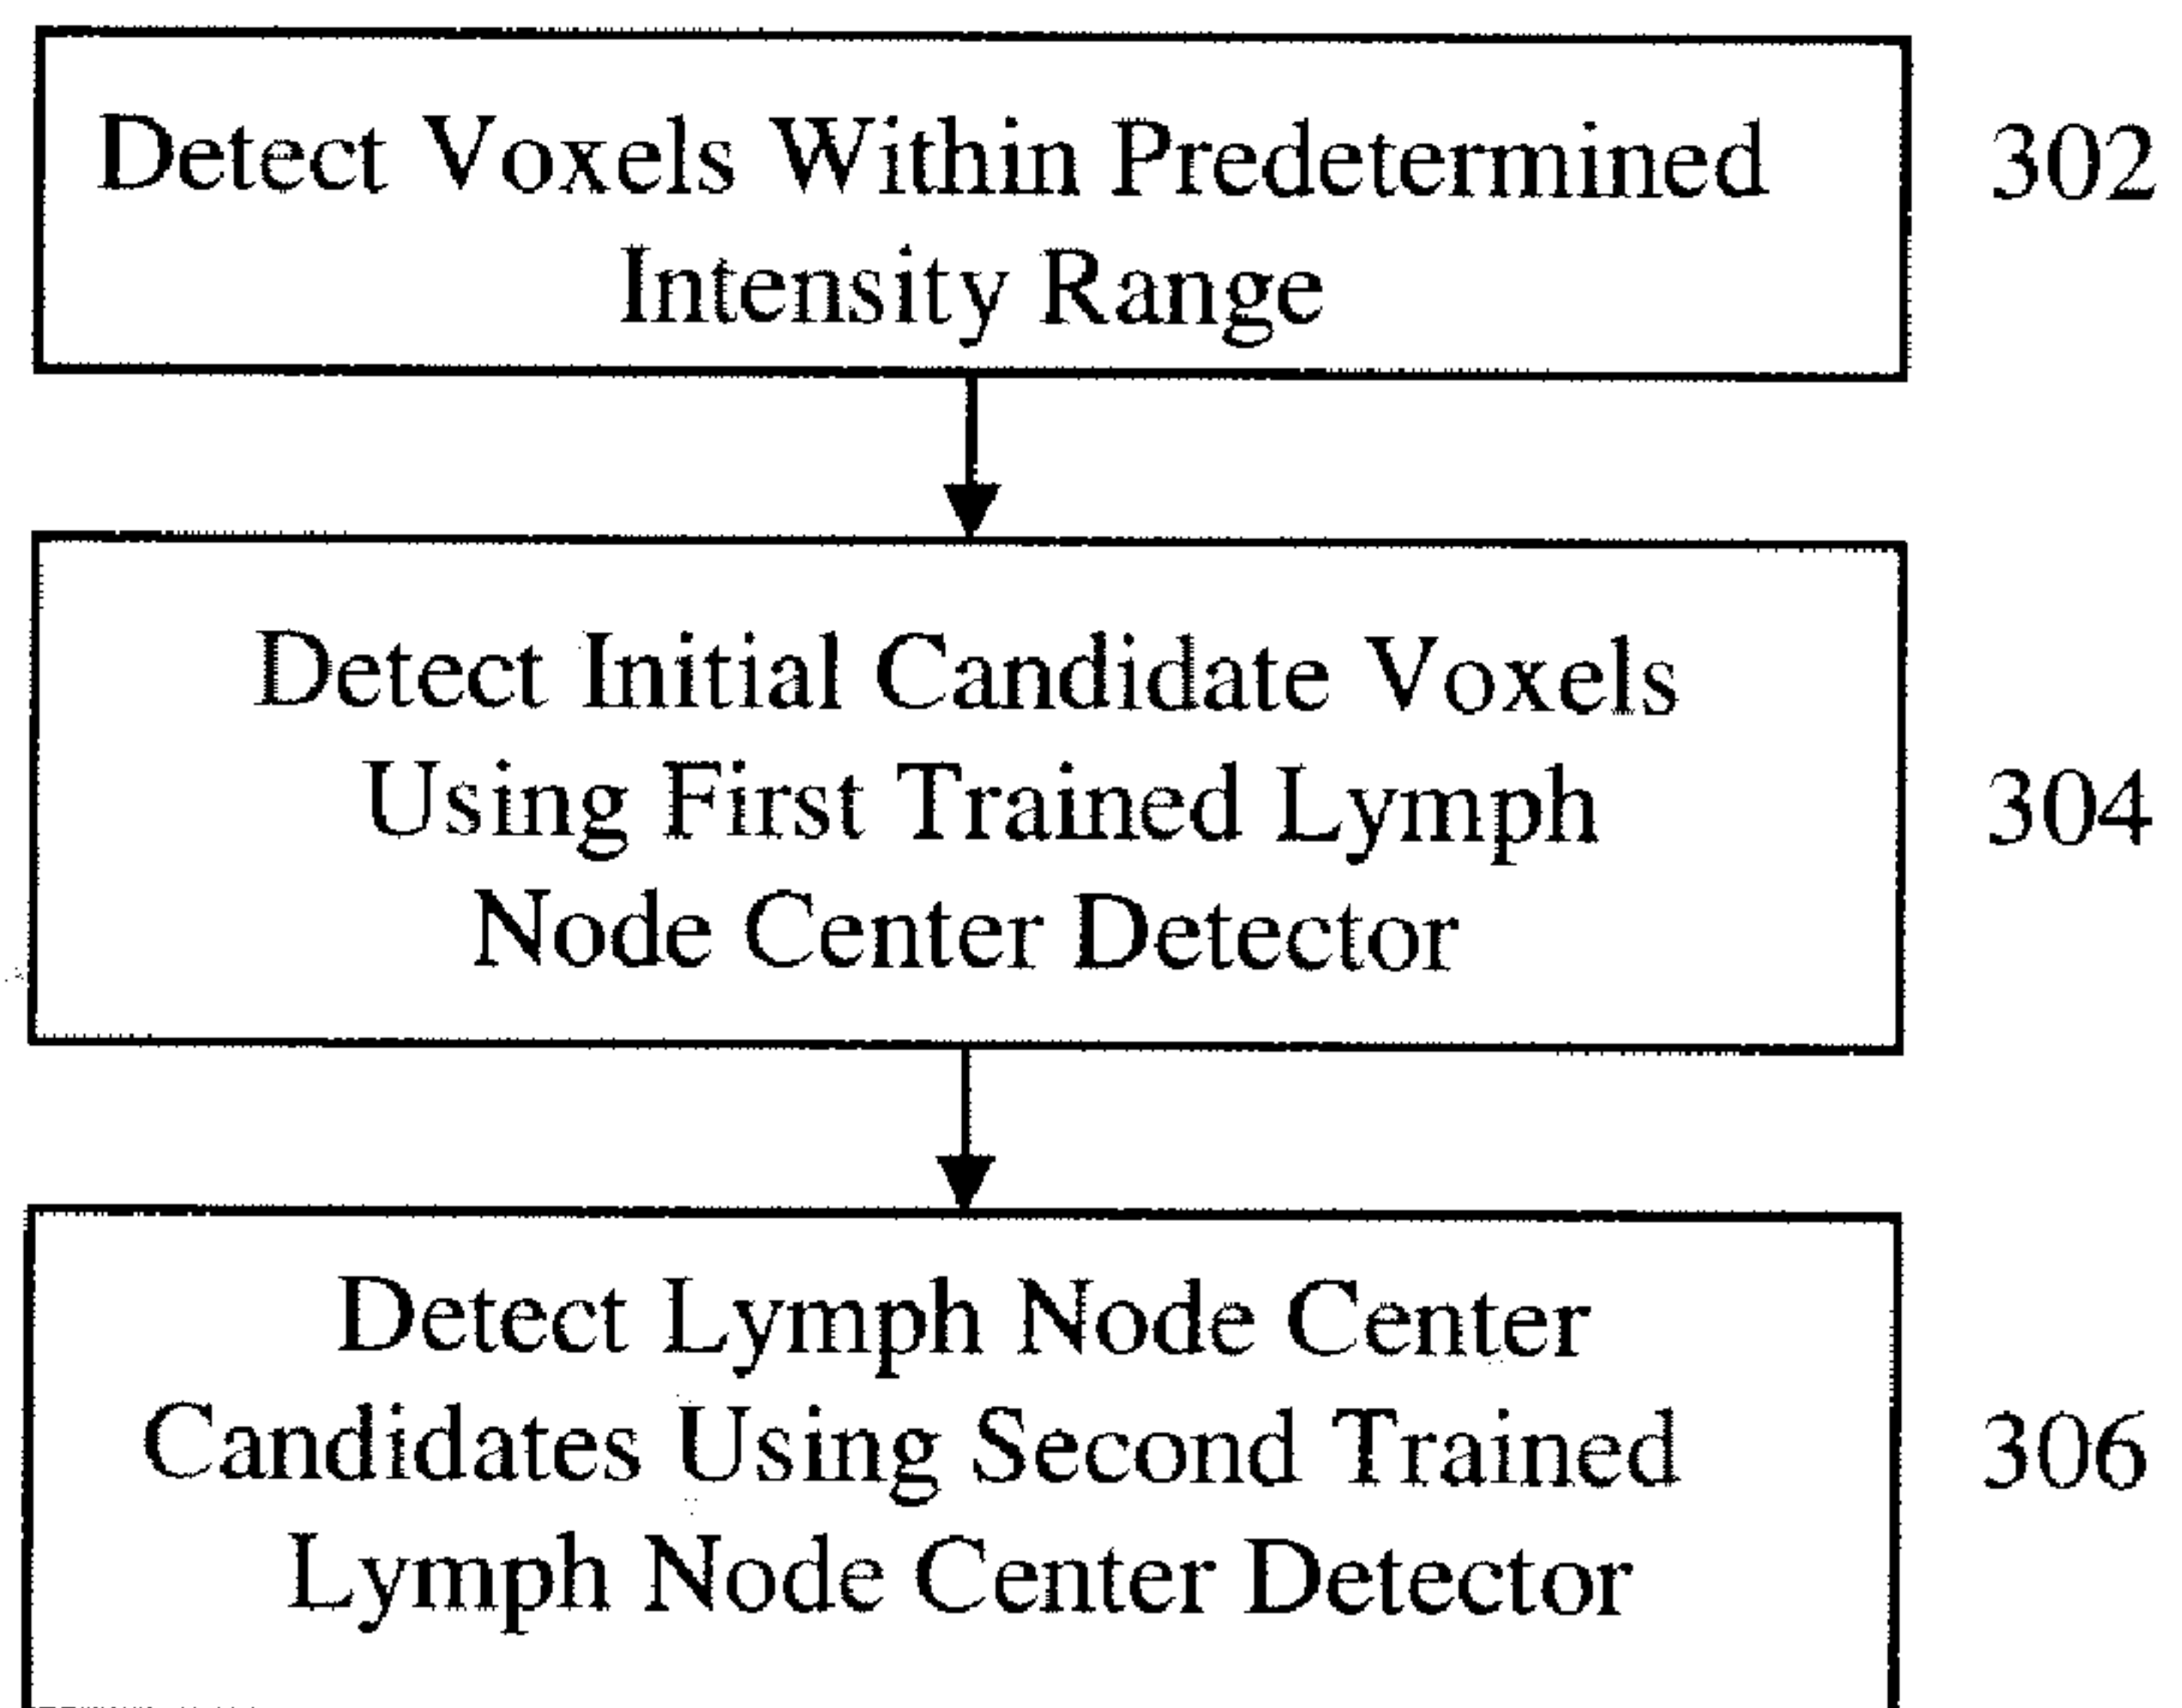 Detect Voxels Within Predetermined
Intensity Range
302
Detect Initial Candidate Voxels
Using First Trained Lymph
Node Center Detector
304
Detect Lymph Node Center
Candidates Using Second Trained
Lymph Node Center Detector
306